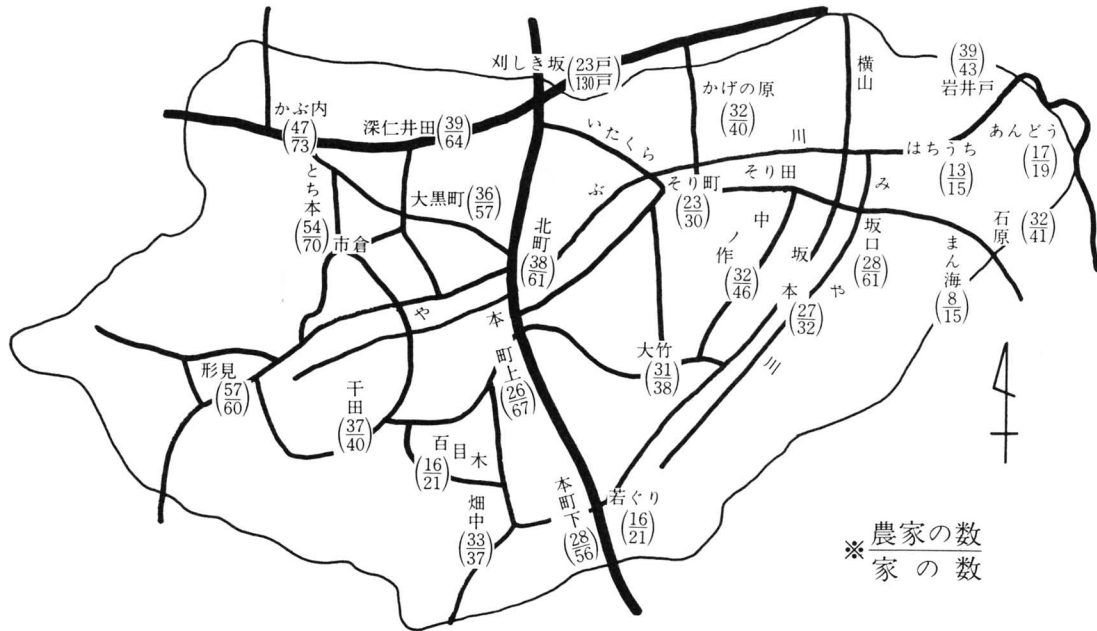 刈しき坂(23戸/130戸)
横山
(39/43)
岩井戸
かぶ内
(47/73)
深仁井田(39/64)
かげの原
(32/40)
いたくら
あんどう
(17/19)
はちうち
(13/15)
ぶや川
そり町
(23/30)
そり田
とち本
(54/70)
大黒町(36/57)
市倉
北町
(38/61)
中ノ作
(32/46)
坂口
(28/61)
石原
(32/41)
まん海
(8/15)
坂本
(27/32)
みや川
本町上
(26/67)
大竹
(31/38)
形見
(57/60)
干田
(37/40)
百目木
(16/21)
畑中
(33/37)
本町下
(28/56)
若ぐり
(16/21)
※農家の数/家の数